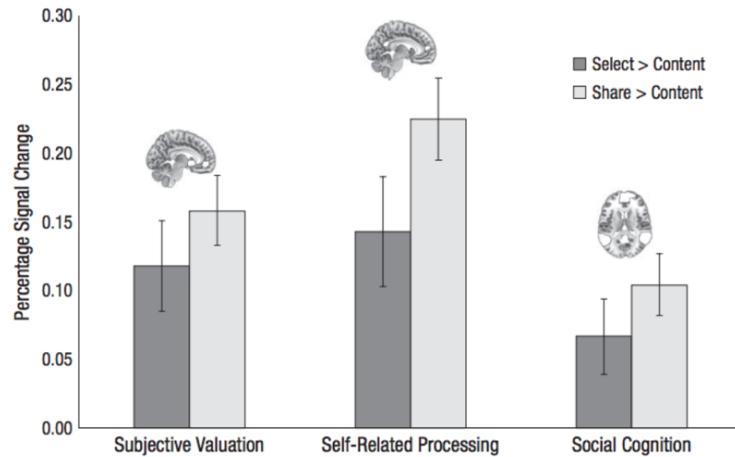 0.30
0.25
0.20
0.15
0.10
0.05
0.00
Percentage Signal Change
Select > Content
Share > Content
Subjective Valuation
Self-Related Processing
Social Cognition